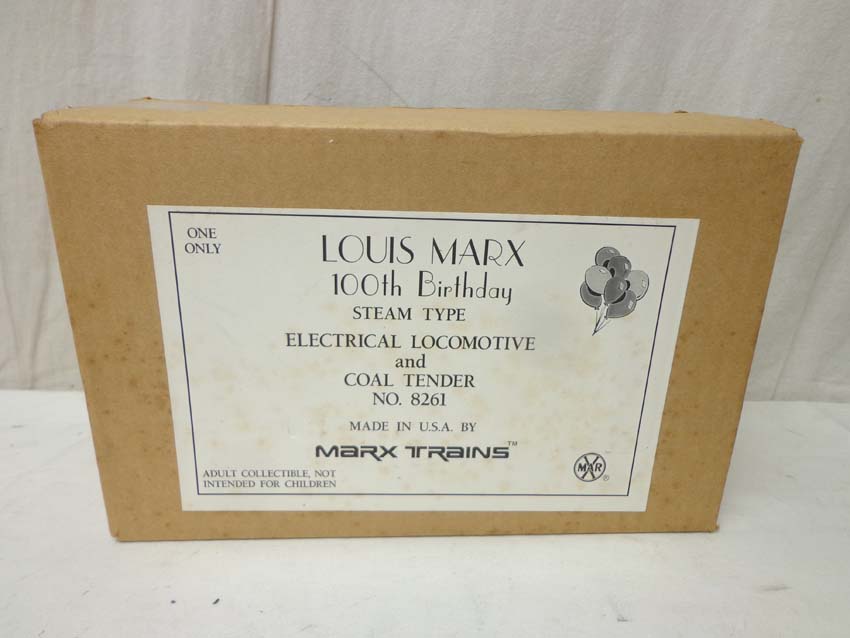 ONE
ONLY
LOUIS MARX
100th Birthday
STEAM TYPE
ELECTRICAL LOCOMOTIVE
and
COAL TENDER
NO. 8261
MADE IN U.S.A. BY
MARX TRAINS™
ADULT COLLECTIBLE, NOT
INTENDED FOR CHILDREN
MAR
X
®